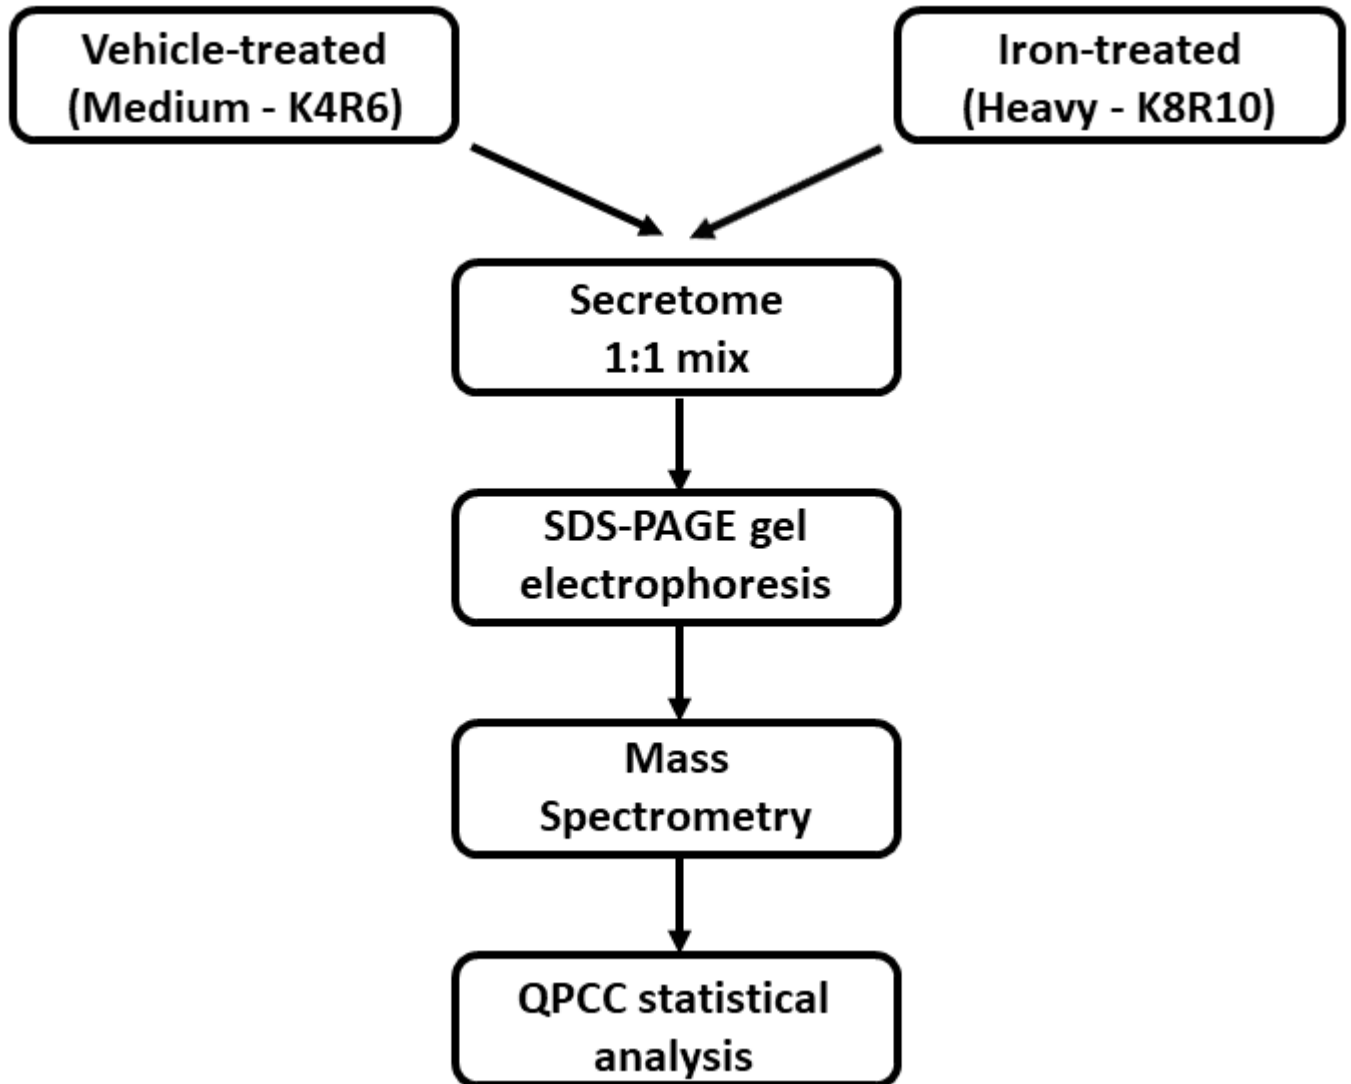 Vehicle-treated
(Medium - K4R6)
Iron-treated
(Heavy - K8R10)
Secretome
1:1 mix
SDS-PAGE gel
electrophoresis
Mass
Spectrometry
QPCC statistical
analysis